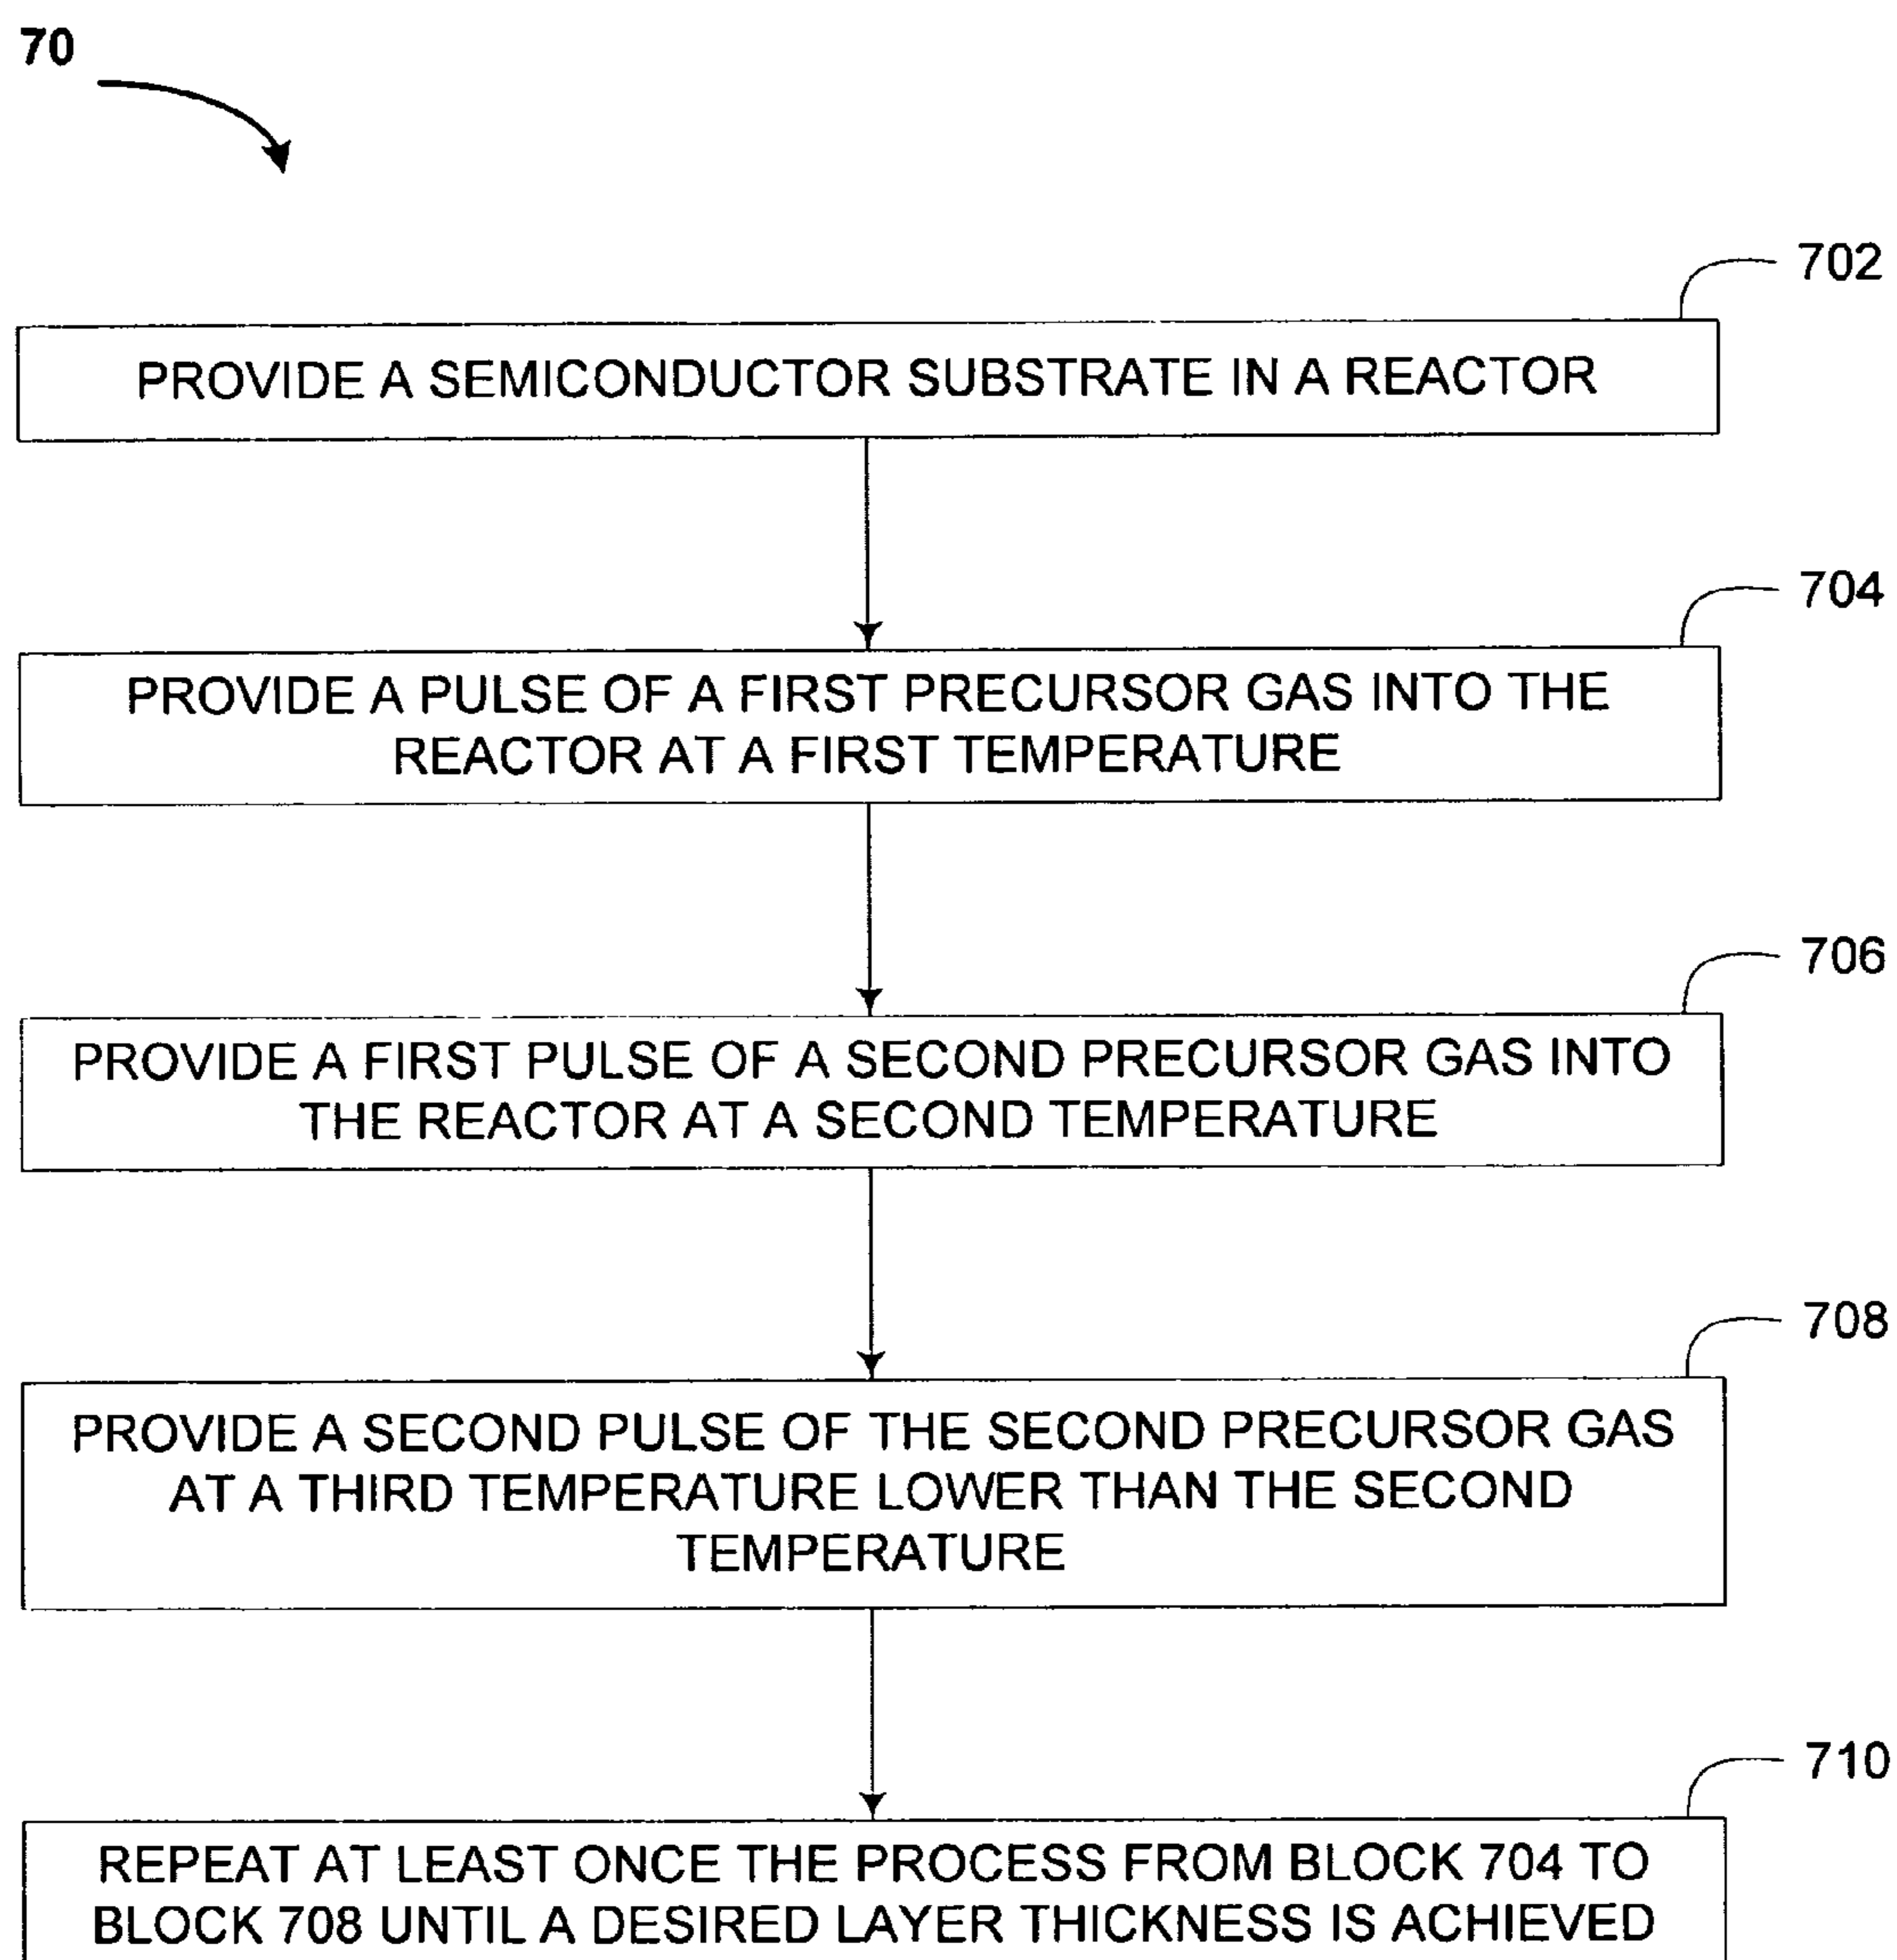 70
702
PROVIDE A SEMICONDUCTOR SUBSTRATE IN A REACTOR
704
PROVIDE A PULSE OF A FIRST PRECURSOR GAS INTO THE
REACTOR AT A FIRST TEMPERATURE
706
PROVIDE A FIRST PULSE OF A SECOND PRECURSOR GAS INTO
THE REACTOR AT A SECOND TEMPERATURE
708
PROVIDE A SECOND PULSE OF THE SECOND PRECURSOR GAS
AT A THIRD TEMPERATURE LOWER THAN THE SECOND
TEMPERATURE
710
REPEAT AT LEAST ONCE THE PROCESS FROM BLOCK 704 TO
BLOCK 708 UNTIL A DESIRED LAYER THICKNESS IS ACHIEVED